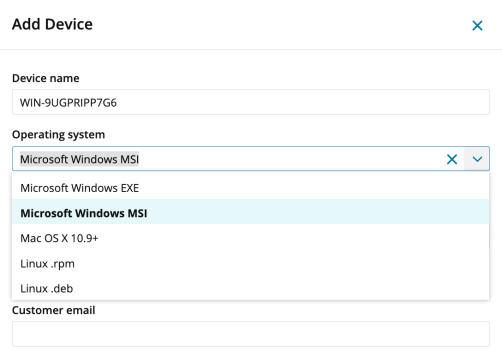 Add Device
Device name
WIN-9UGPRIPP7G6
Operating system
Microsoft Windows MSI
Microsoft Windows EXE
Microsoft Windows MSI
Mac OS X 10.9+
Linux .rpm
Linux .deb
Customer email